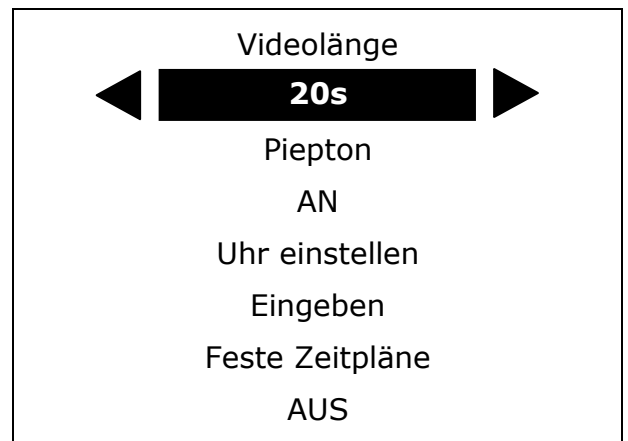 Videolänge
20s
Piepton
AN
Uhr einstellen
Eingeben
Feste Zeitpläne
AUS